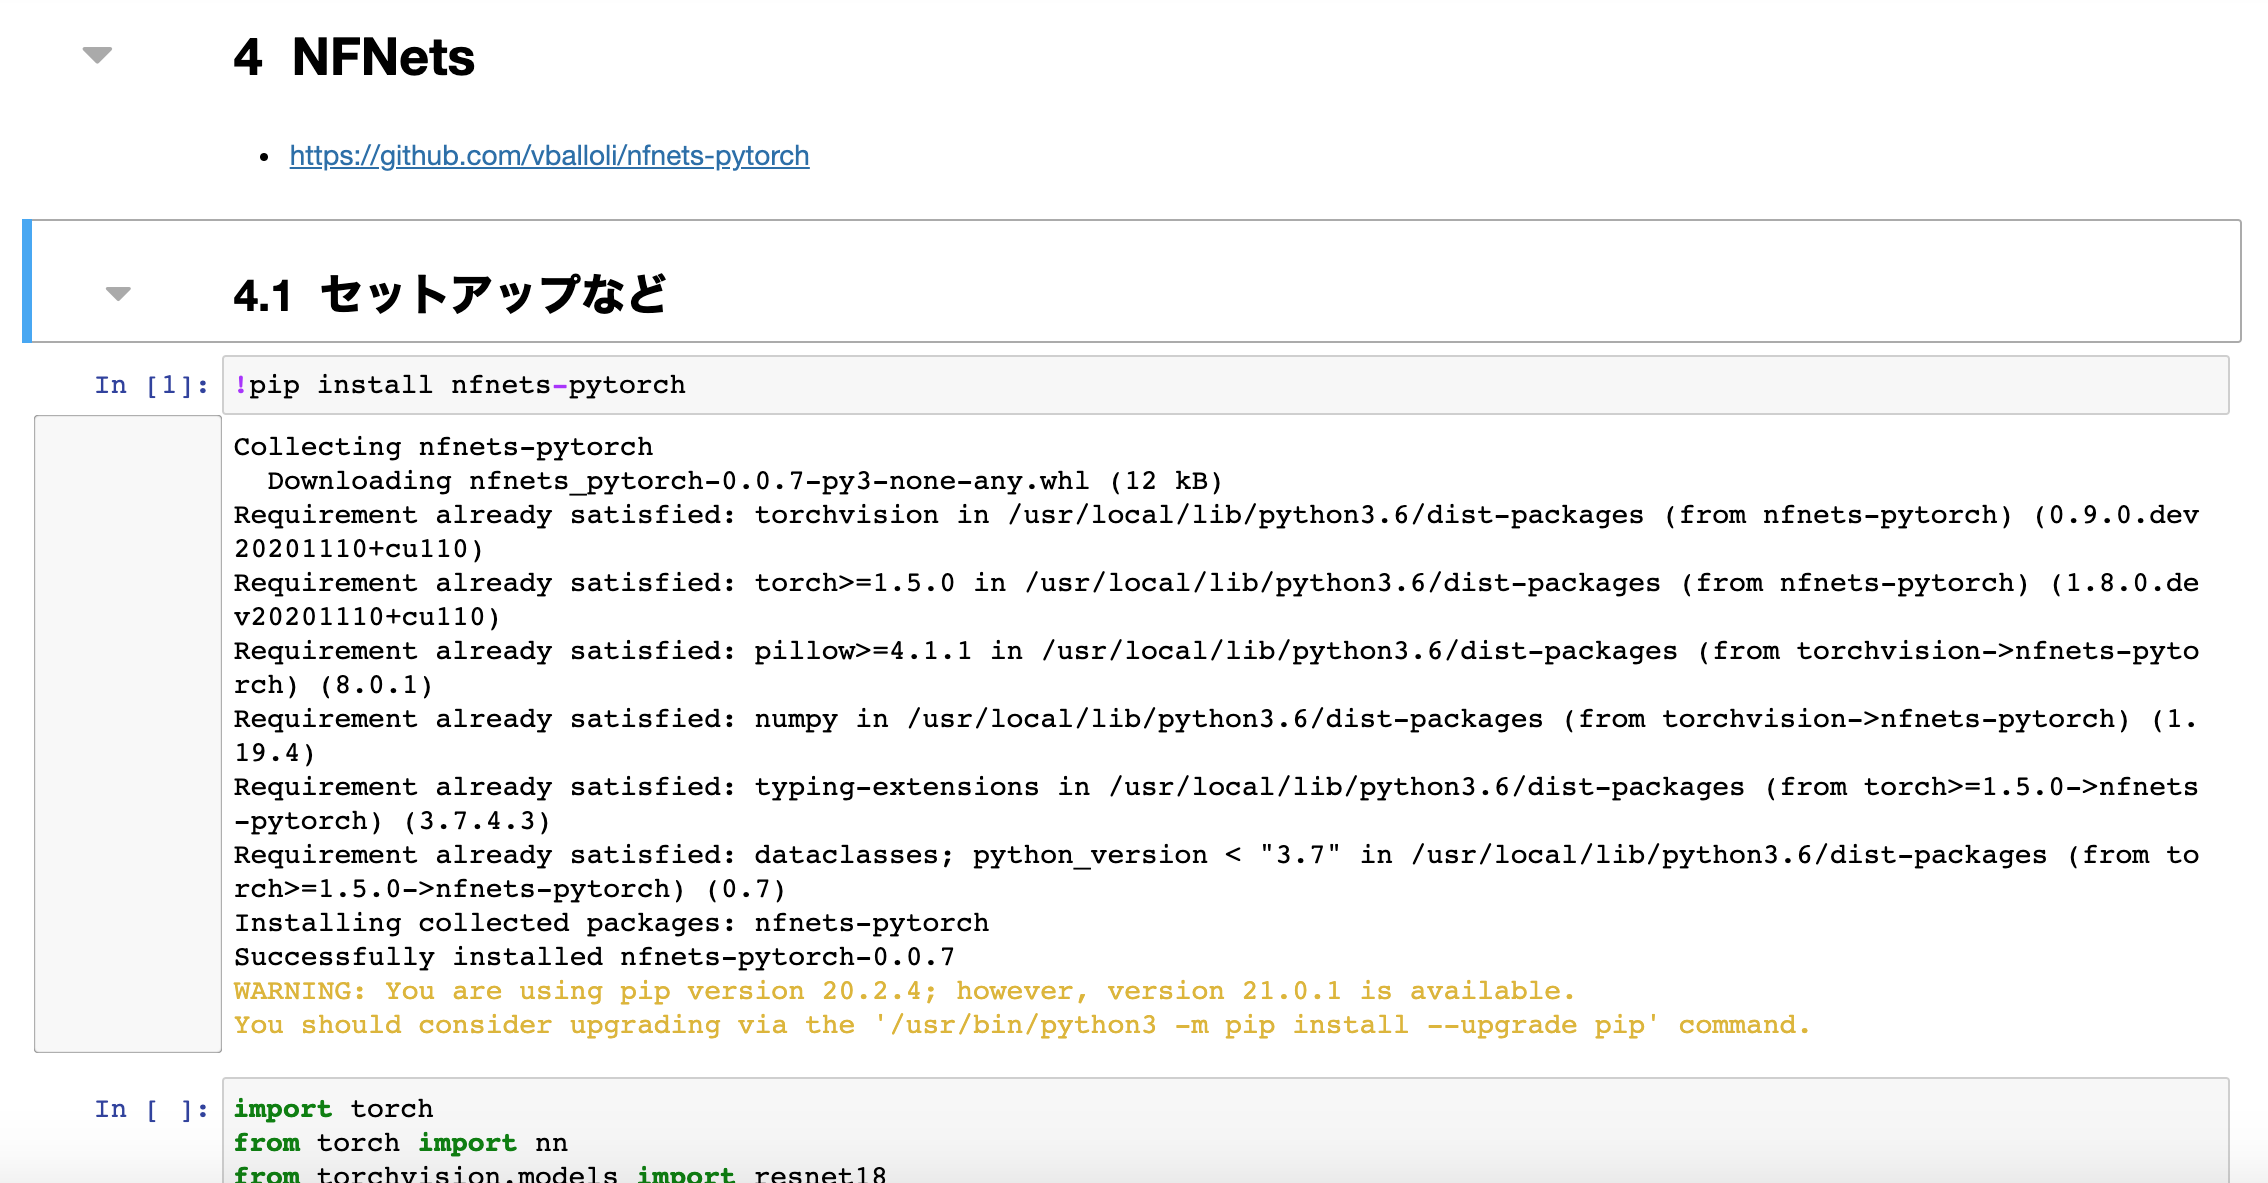 4 NFNets
• https://github.com/vballoli/nfnets-pytorch
4.1 セットアップなど
In [1]: !pip install nfnets-pytorch
Collecting nfnets-pytorch
  Downloading nfnets_pytorch-0.0.7-py3-none-any.whl (12 kB)
Requirement already satisfied: torchvision in /usr/local/lib/python3.6/dist-packages (from nfnets-pytorch) (0.9.0.dev
20201110+cu110)
Requirement already satisfied: torch>=1.5.0 in /usr/local/lib/python3.6/dist-packages (from nfnets-pytorch) (1.8.0.de
v20201110+cu110)
Requirement already satisfied: pillow>=4.1.1 in /usr/local/lib/python3.6/dist-packages (from torchvision->nfnets-pyto
rch) (8.0.1)
Requirement already satisfied: numpy in /usr/local/lib/python3.6/dist-packages (from torchvision->nfnets-pytorch) (1.
19.4)
Requirement already satisfied: typing-extensions in /usr/local/lib/python3.6/dist-packages (from torch>=1.5.0->nfnets
-pytorch) (3.7.4.3)
Requirement already satisfied: dataclasses; python_version < "3.7" in /usr/local/lib/python3.6/dist-packages (from to
rch>=1.5.0->nfnets-pytorch) (0.7)
Installing collected packages: nfnets-pytorch
Successfully installed nfnets-pytorch-0.0.7
WARNING: You are using pip version 20.2.4; however, version 21.0.1 is available.
You should consider upgrading via the '/usr/bin/python3 -m pip install --upgrade pip' command.
In [ ]: import torch
from torch import nn
from torchvision.models import resnet18